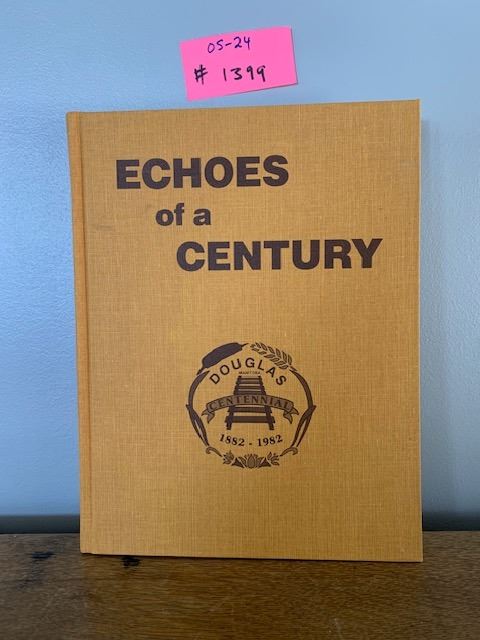 05-24
# 1399
ECHOES
of a
CENTURY
DOUGLAS
MANITOBA
CENTENNIAL
1882-1982